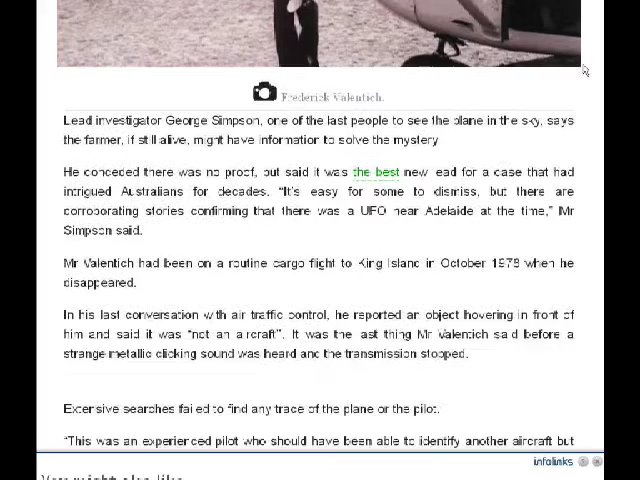 Frederick Valentich.
Lead investigator George Simpson, one of the last people to see the plane in the sky, says
the farmer, if still alive, might have information to solve the mystery
He conceded there was no proof, but said it was the best new lead for a case that had
intrigued Australians for decades. “It’s easy for some to dismiss, but there are
corroborating stories confirming that there was a UFO near Adelaide at the time,” Mr
Simpson said.
Mr Valentich had been on a routine cargo flight to King Island in October 1978 when he
disappeared.
In his last conversation with air traffic control, he reported an object hovering in front of
him and said it was “not an aircraft”. It was the last thing Mr Valentich said before a
strange metallic clicking sound was heard and the transmission stopped.
Extensive searches failed to find any trace of the plane or the pilot.
“This was an experienced pilot who should have been able to identify another aircraft but
infolinks
You might also like